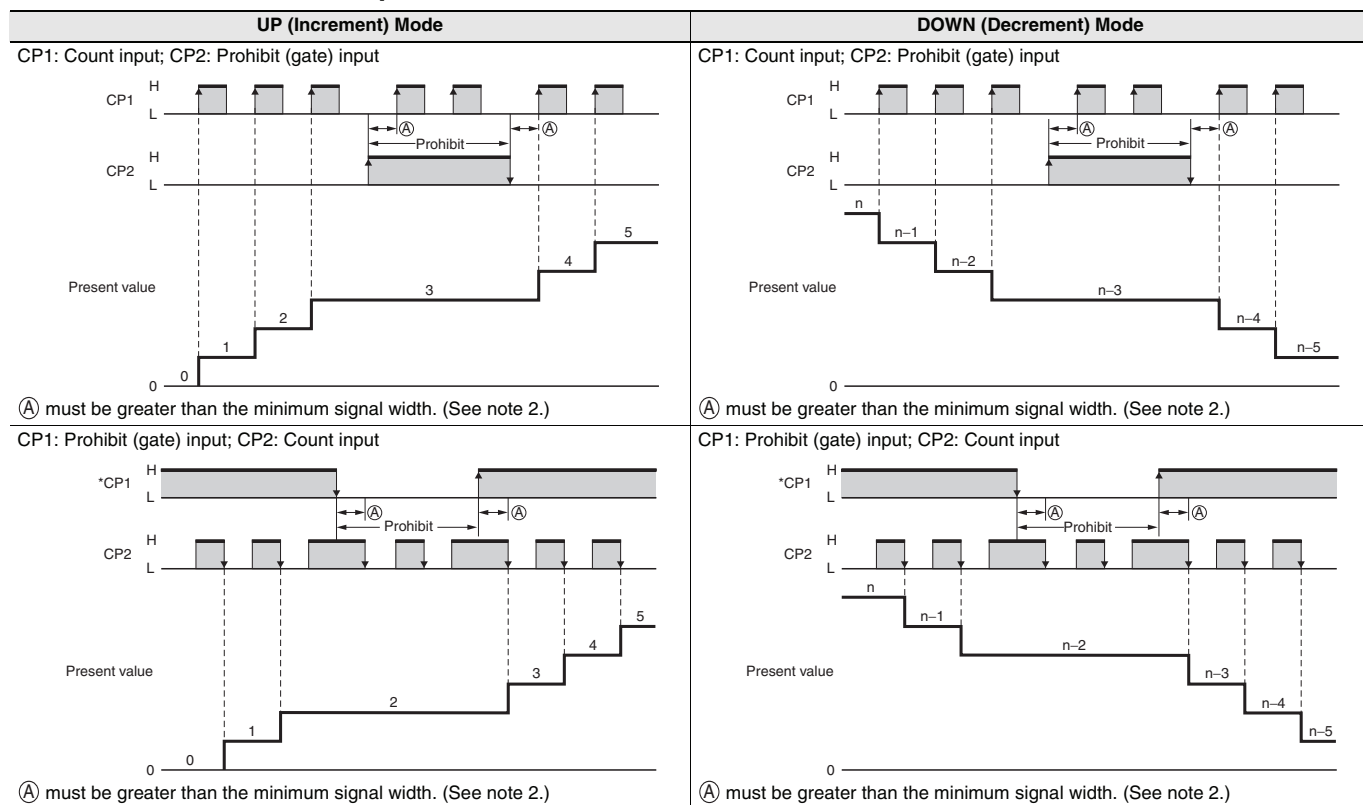 UP (Increment) Mode
DOWN (Decrement) Mode
CP1: Count input; CP2: Prohibit (gate) input
CP1
H
L
Ⓐ
Ⓐ
Prohibit
CP2
H
L
Present value
0
0
1
2
3
4
5
Ⓐ must be greater than the minimum signal width. (See note 2.)
CP1: Count input; CP2: Prohibit (gate) input
CP1
H
L
Ⓐ
Ⓐ
Prohibit
CP2
H
L
Present value
n
n–1
n–2
n–3
n–4
n–5
0
Ⓐ must be greater than the minimum signal width. (See note 2.)
CP1: Prohibit (gate) input; CP2: Count input
*CP1
H
L
Ⓐ
Ⓐ
Prohibit
CP2
H
L
Present value
0
0
1
2
3
4
5
Ⓐ must be greater than the minimum signal width. (See note 2.)
CP1: Prohibit (gate) input; CP2: Count input
*CP1
H
L
Ⓐ
Ⓐ
Prohibit
CP2
H
L
Present value
n
n–1
n–2
n–3
n–4
n–5
0
Ⓐ must be greater than the minimum signal width. (See note 2.)